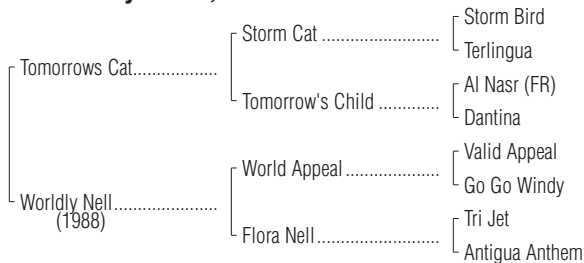 Storm Bird
Storm Cat
Terlingua
Tomorrows Cat
Al Nasr (FR)
Tomorrow's Child
Dantina
Valid Appeal
World Appeal
Go Go Windy
Worldly Nell
(1988)
Tri Jet
Flora Nell
Antigua Anthem